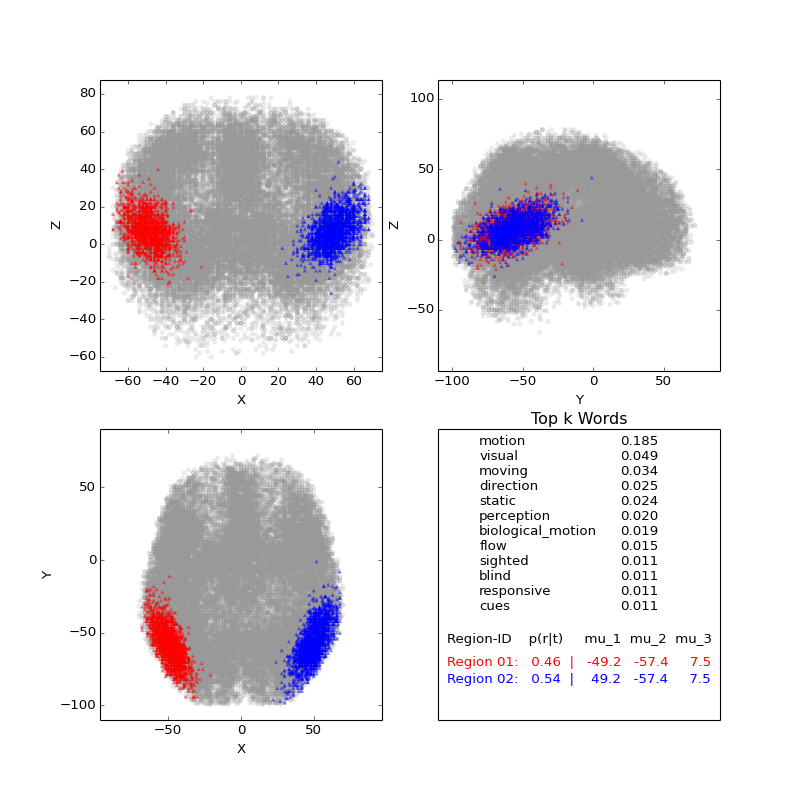 80
60
40
20
0
−20
−40
−60
Z
−60 −40 −20 0 20 40 60
X
100
50
0
−50
Z
−100 −50 0 50
Y
50
0
−50
−100
Y
−50 0 50
X
Top k Words
motion 0.185
visual 0.049
moving 0.034
direction 0.025
static 0.024
perception 0.020
biological_motion 0.019
flow 0.015
sighted 0.011
blind 0.011
responsive 0.011
cues 0.011
Region-ID p(r|t) mu_1 mu_2 mu_3
Region 01: 0.46 | -49.2 -57.4 7.5
Region 02: 0.54 | 49.2 -57.4 7.5